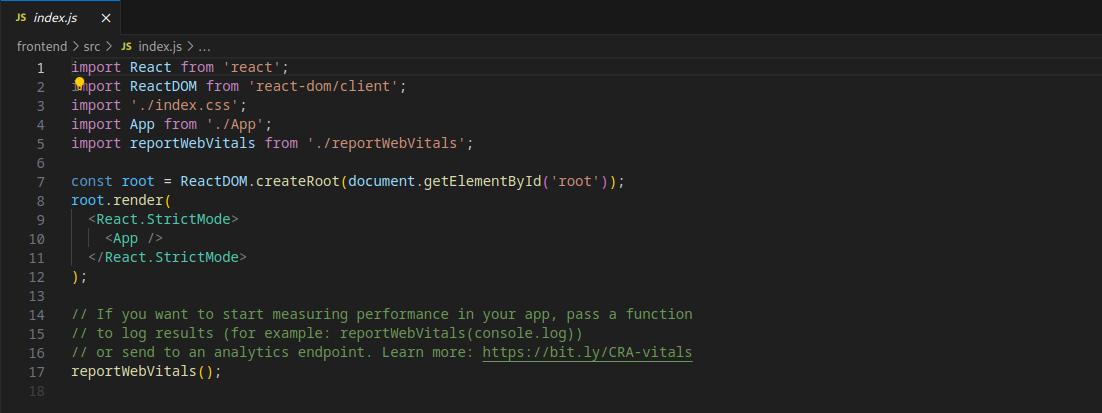 JS index.js ×
frontend > src > JS index.js > ...
1 import React from 'react';
2 import ReactDOM from 'react-dom/client';
3 import './index.css';
4 import App from './App';
5 import reportWebVitals from './reportWebVitals';
6
7 const root = ReactDOM.createRoot(document.getElementById('root'));
8 root.render(
9   <React.StrictMode>
10     <App />
11   </React.StrictMode>
12 );
13
14 // If you want to start measuring performance in your app, pass a function
15 // to log results (for example: reportWebVitals(console.log))
16 // or send to an analytics endpoint. Learn more: https://bit.ly/CRA-vitals
17 reportWebVitals();
18